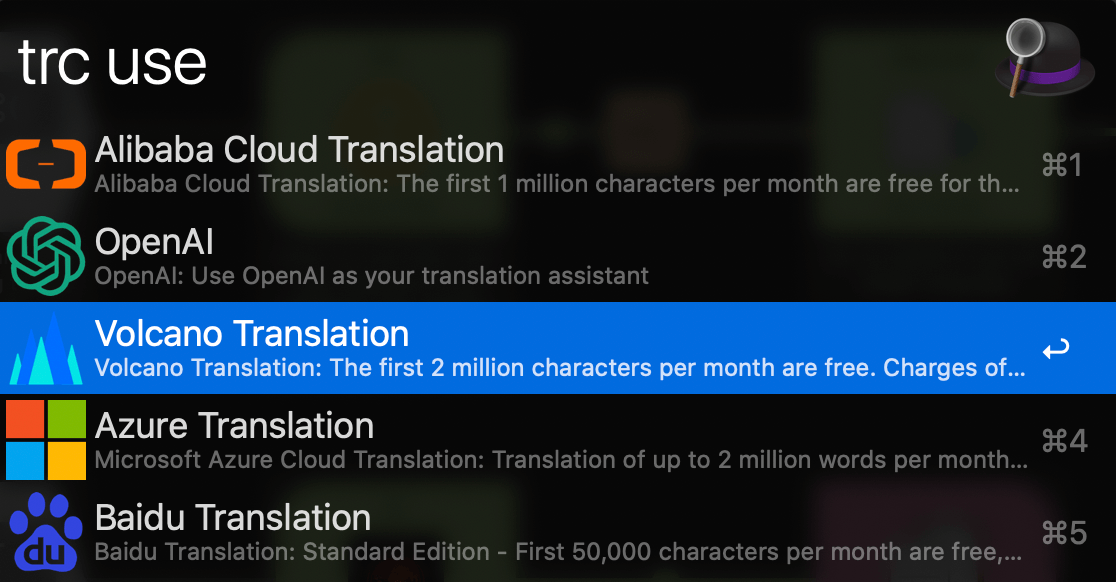 trc use
Alibaba Cloud Translation
Alibaba Cloud Translation: The first 1 million characters per month are free for th...
⌘1
OpenAI
OpenAI: Use OpenAI as your translation assistant
⌘2
Volcano Translation
Volcano Translation: The first 2 million characters per month are free. Charges of...
Azure Translation
Microsoft Azure Cloud Translation: Translation of up to 2 million words per month...
⌘4
du
Baidu Translation
Baidu Translation: Standard Edition - First 50,000 characters per month are free,...
⌘5